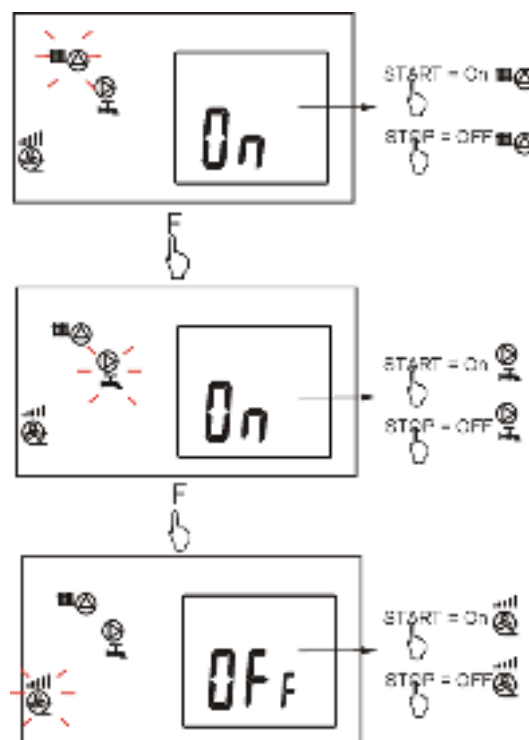 On
START = On
STOP = OFF
F
On
START = On
STOP = OFF
F
OFF
START = On
STOP = OFF